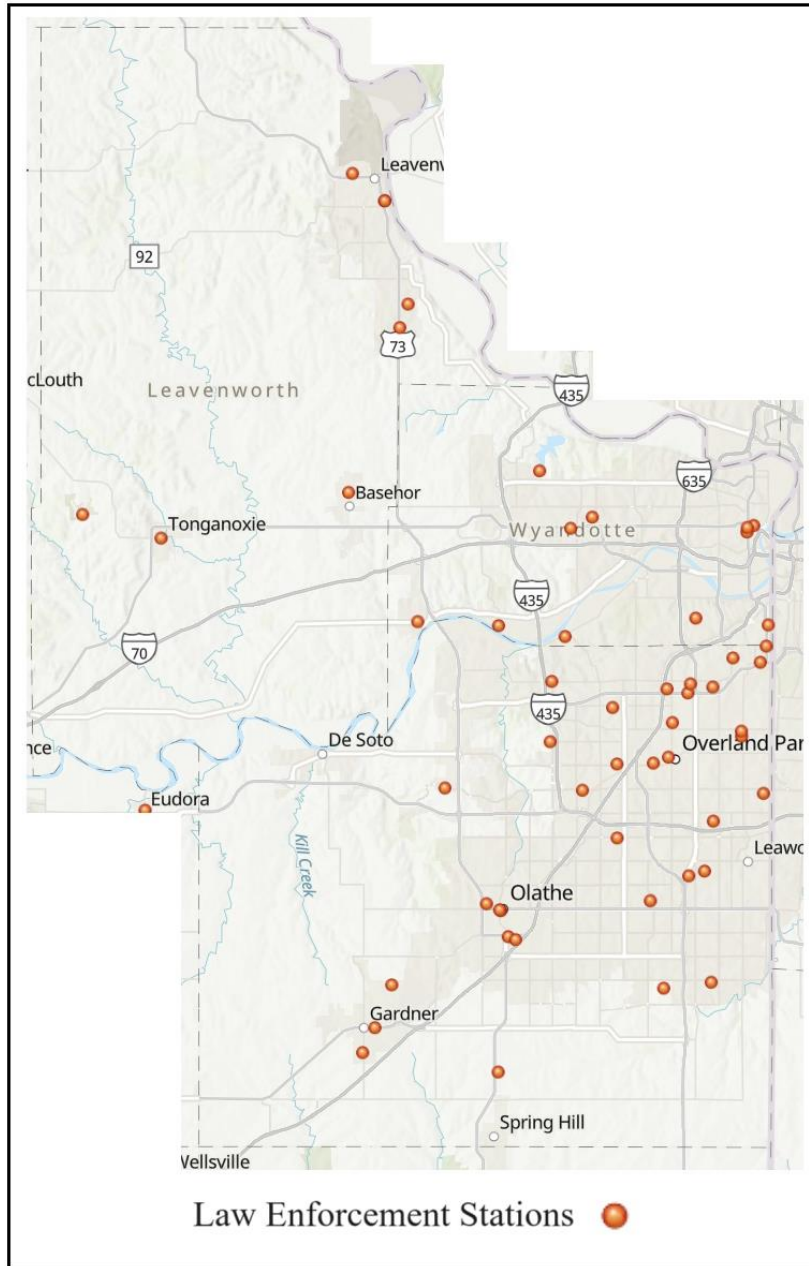 Leavenw
92
73
cLouth
Leavenworth
435
635
Basehor
Tonganoxie
Wyandotte
435
70
435
De Soto
nce
Overland Par
Eudora
Kill Creek
Leawo
Olathe
Gardner
Spring Hill
Wellsville
Law Enforcement Stations